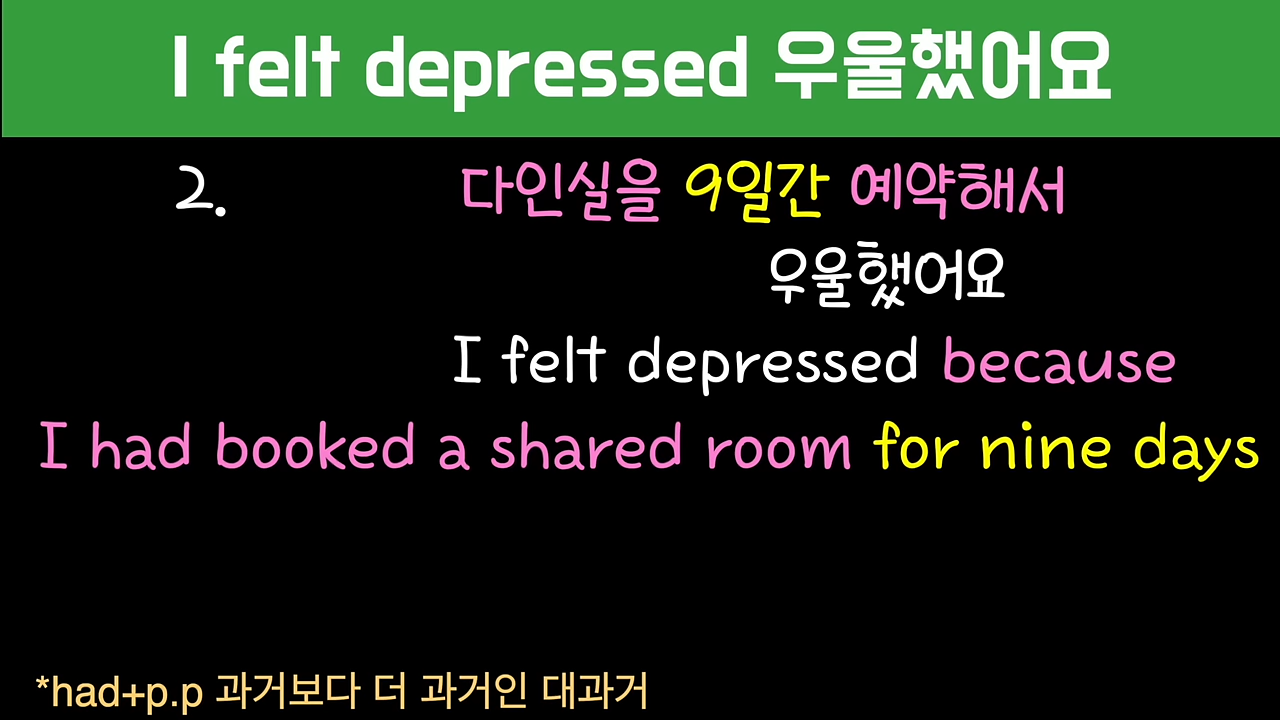 I felt depressed 우울했어요
2. 다인실을 9일간 예약해서
우울했어요
I felt depressed because
I had booked a shared room for nine days
*had+p.p 과거보다 더 과거인 대과거